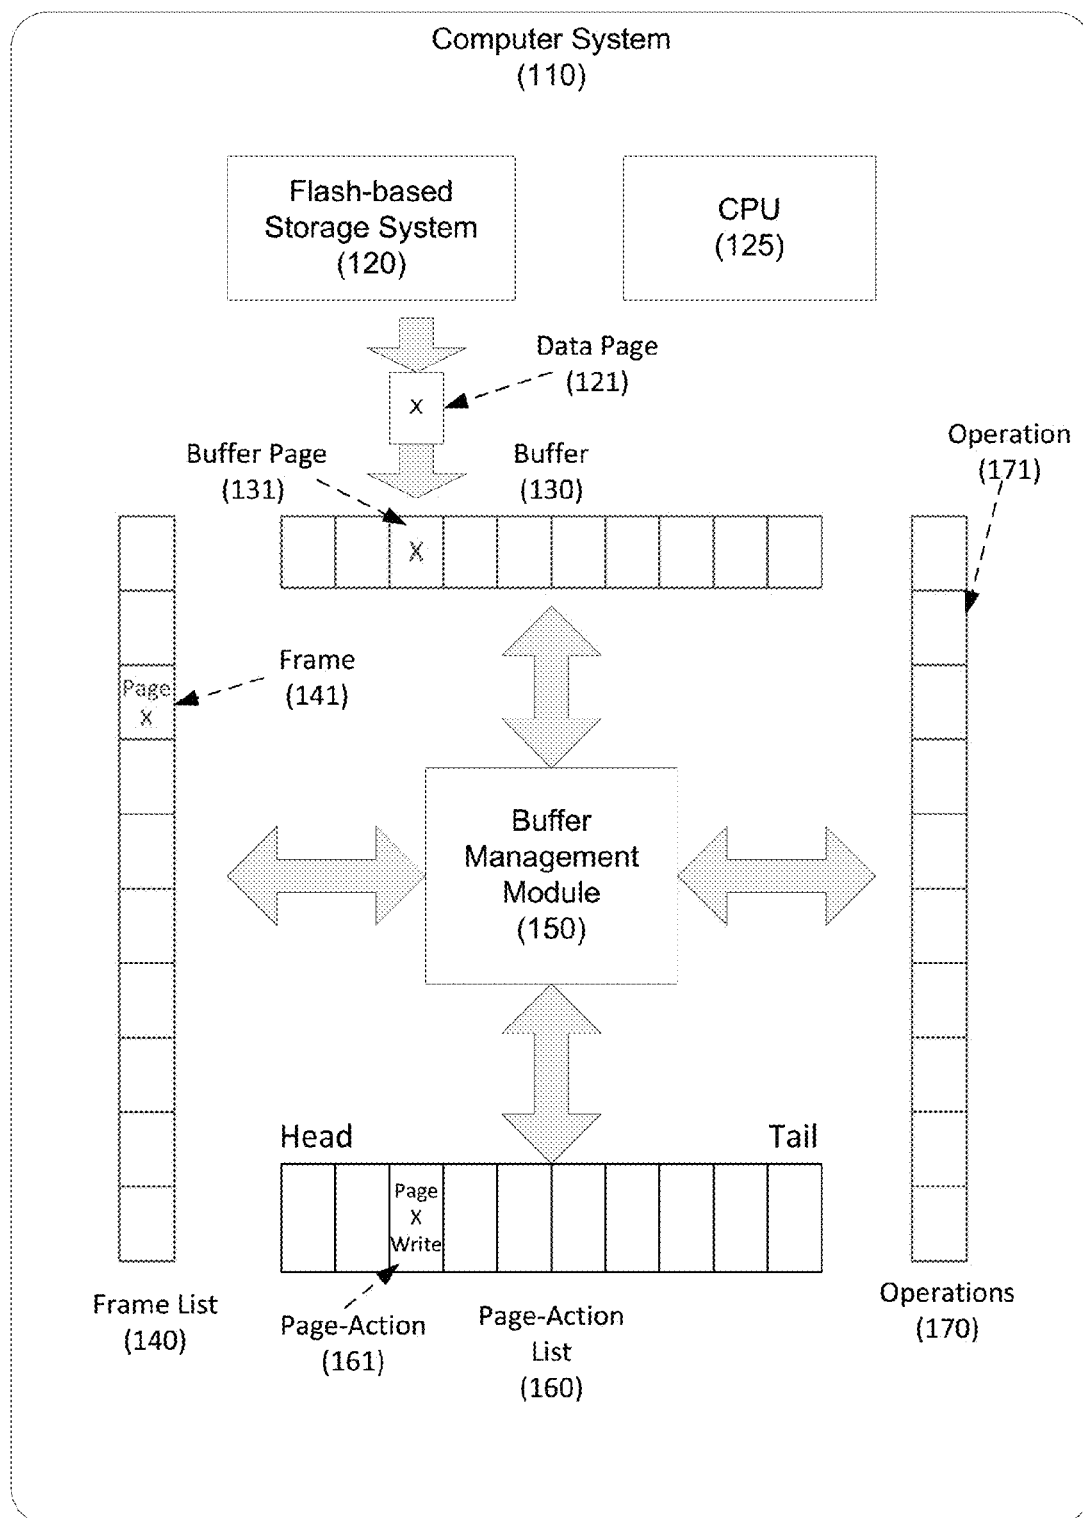 Computer System
(110)
Flash-based
Storage System
(120)
CPU
(125)
Data Page
(121)
X
Buffer Page
(131)
Buffer
(130)
Operation
(171)
X
Frame
(141)
Page
X
Buffer
Management
Module
(150)
Head
Tail
Page
X
Write
Frame List
(140)
Page-Action
(161)
Page-Action
List
(160)
Operations
(170)